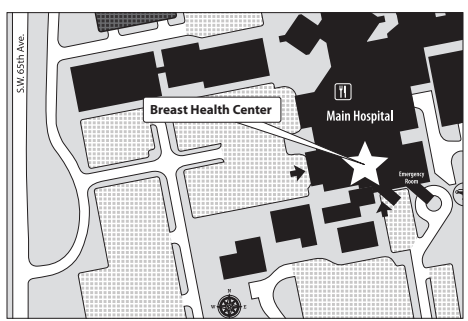 S.W. 65th Ave.
Breast Health Center
Main Hospital
Emergency
Room
N
W
E
S